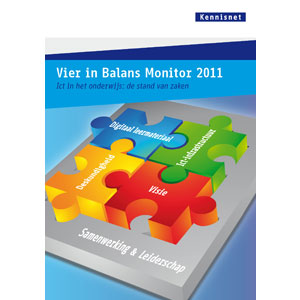 Kennisnet
Vier in Balans Monitor 2011
Ict in het onderwijs: de stand van zaken
Digitaal leermateriaal
Ict-infrastructuur
Deskundigheid
Visie
Samenwerking & Leiderschap